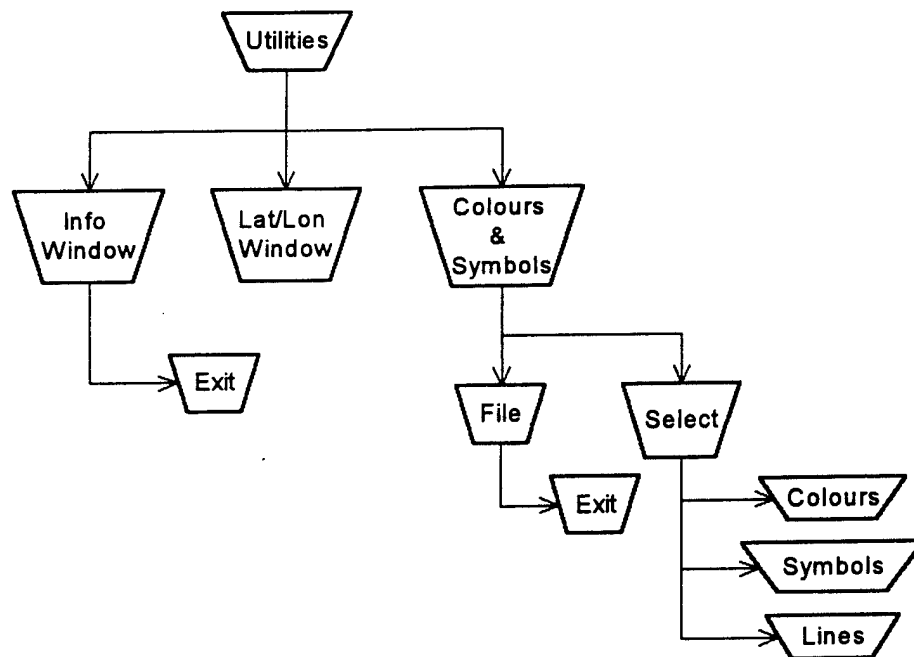 Utilities
Info
Window
Lat/Lon
Window
Colours
&
Symbols
Exit
File
Select
Exit
Colours
Symbols
Lines